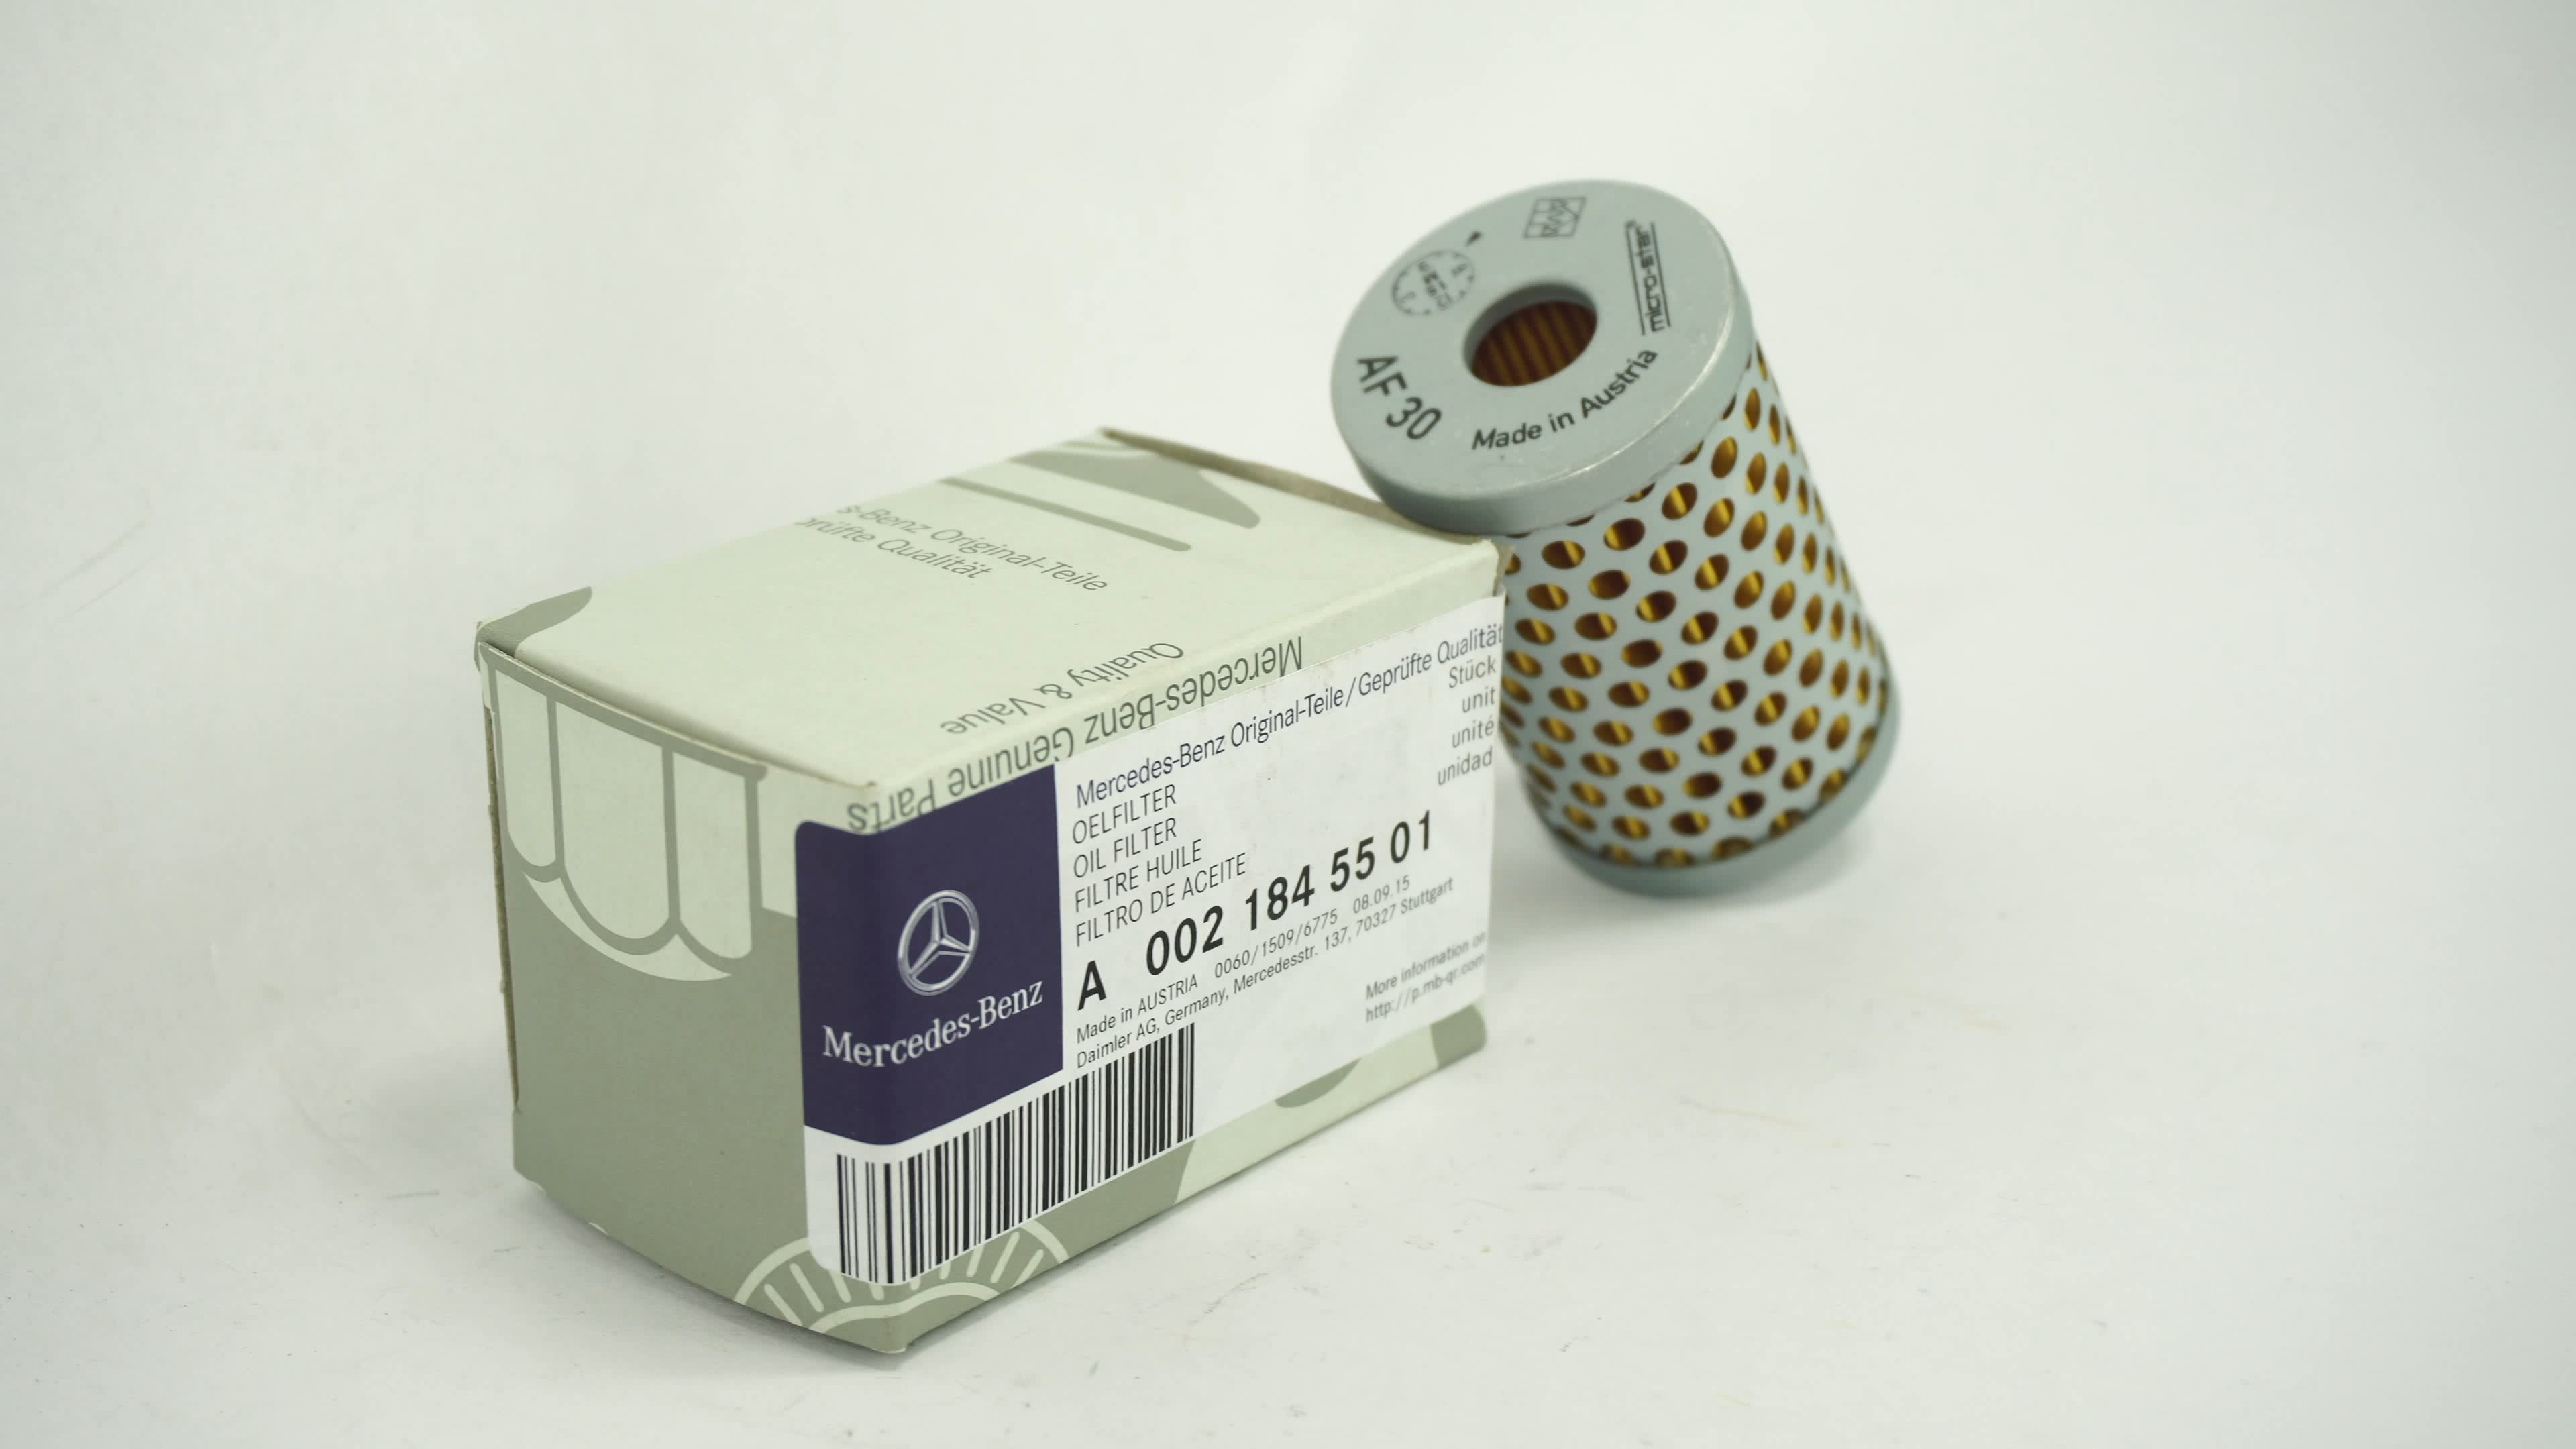 AF 30
Made in Austria
micro-star
s-Benz Original-Teile
prüfte Qualität
Mercedes-Benz Genuine Parts
Quality & Value
Mercedes-Benz Original-Teile/Geprüfte Qualität
OELFILTER
OIL FILTER
FILTRE HUILE
FILTRO DE ACEITE
Stück
unit
unité
unidad
A 002 184 55 01
Made in AUSTRIA 0060/1509/6775 08.09.15
Daimler AG, Germany, Mercedesstr. 137, 70327 Stuttgart
More information on
http://p.mb-qr.com
Mercedes-Benz